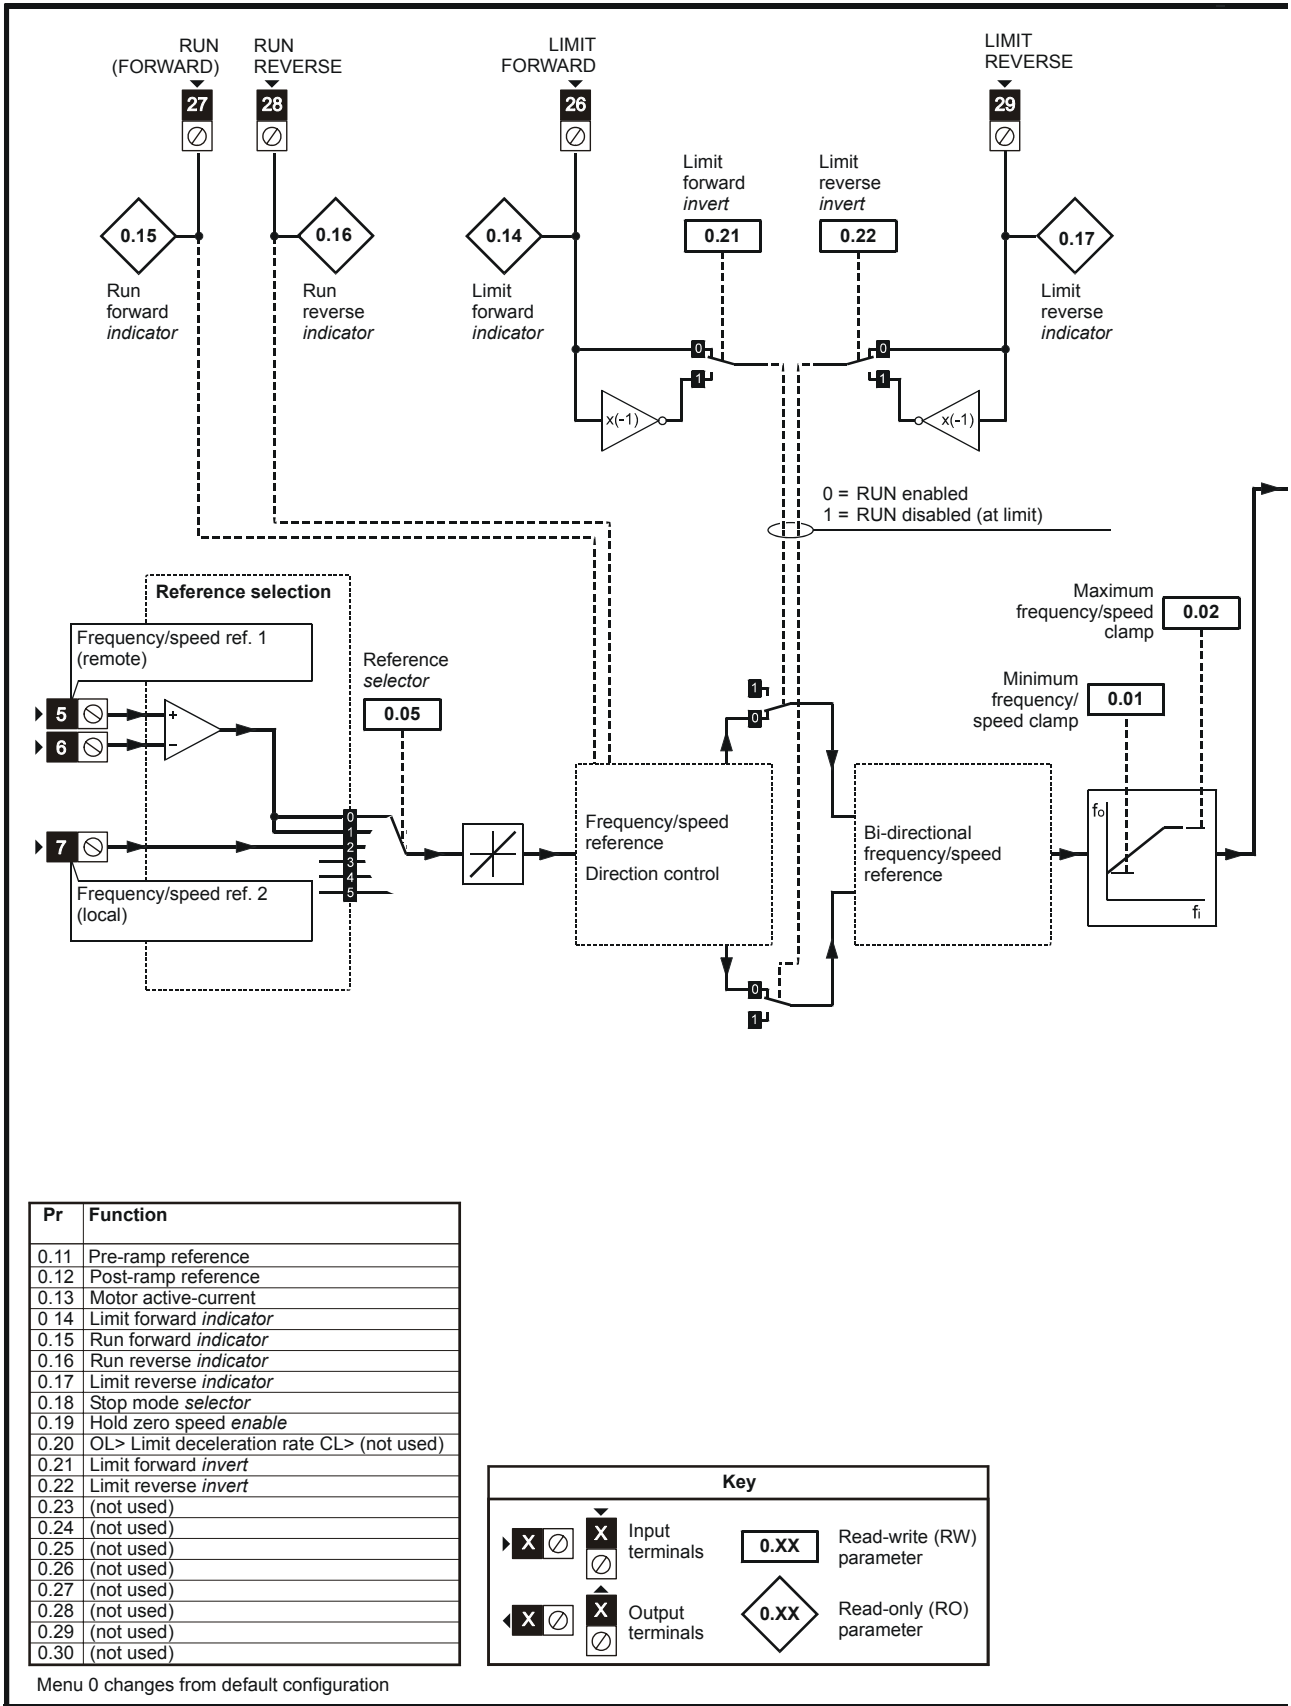 RUN
(FORWARD)
RUN
REVERSE
LIMIT
FORWARD
LIMIT
REVERSE
27
28
26
29
Limit
forward
invert
Limit
reverse
invert
0.15
0.16
0.14
0.21
0.22
0.17
Run
forward
indicator
Run
reverse
indicator
Limit
forward
indicator
Limit
reverse
indicator
0
1
0
1
x(-1)
x(-1)
0 = RUN enabled
1 = RUN disabled (at limit)
Reference selection
Frequency/speed ref. 1
(remote)
5
6
+
−
7
Frequency/speed ref. 2
(local)
0
1
2
3
4
5
Reference
selector
0.05
Frequency/speed
reference
Direction control
1
0
0
1
Bi-directional
frequency/speed
reference
Maximum
frequency/speed
clamp
0.02
Minimum
frequency/
speed clamp
0.01
fo
fi
Pr Function
0.11 Pre-ramp reference
0.12 Post-ramp reference
0.13 Motor active-current
0 14 Limit forward indicator
0.15 Run forward indicator
0.16 Run reverse indicator
0.17 Limit reverse indicator
0.18 Stop mode selector
0.19 Hold zero speed enable
0.20 OL> Limit deceleration rate CL> (not used)
0.21 Limit forward invert
0.22 Limit reverse invert
0.23 (not used)
0.24 (not used)
0.25 (not used)
0.26 (not used)
0.27 (not used)
0.28 (not used)
0.29 (not used)
0.30 (not used)
Menu 0 changes from default configuration
Key
X
X
Input
terminals
0.XX
Read-write (RW)
parameter
X
X
Output
terminals
0.XX
Read-only (RO)
parameter